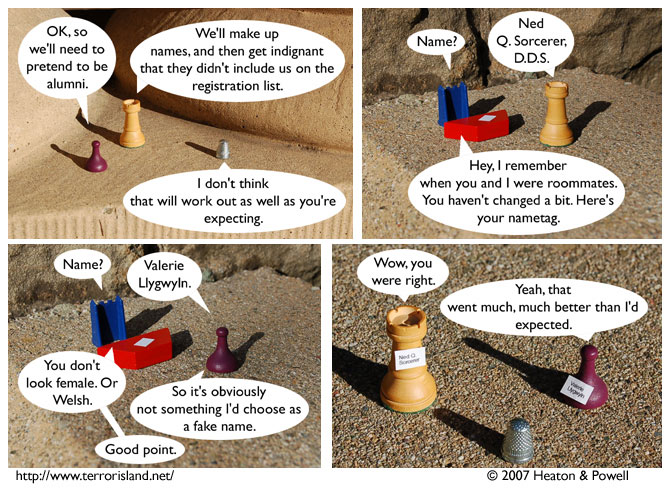 OK, so
we'll need to
pretend to be
alumni.
We'll make up
names, and then get indignant
that they didn't include us on the
registration list.
I don't think
that will work out as well as you're
expecting.
Name?
Ned
Q. Sorcerer,
D.D.S.
Hey, I remember
when you and I were roommates.
You haven't changed a bit. Here's
your nametag.
Name?
Valerie
Llygwyln.
You don't
look female. Or
Welsh.
So it's obviously
not something I'd choose as
a fake name.
Good point.
Wow, you
were right.
Yeah, that
went much, much better than I'd
expected.
Ned Q.
Sorcerer
Valerie
Llygwyln
http://www.terrorisland.net/
© 2007 Heaton & Powell